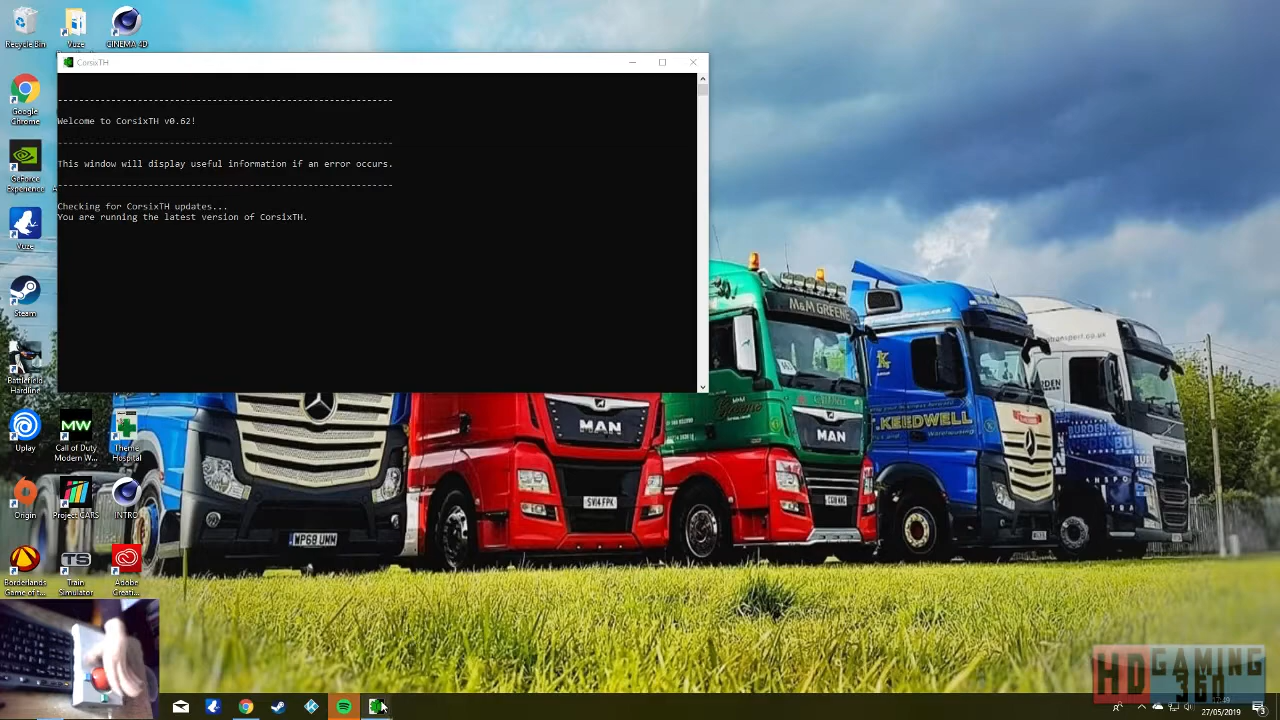 Recycle Bin
Vuze
CINEMA 4D
CorsixTH
Welcome to CorsixTH v0.62!
This window will display useful information if an error occurs.
Checking for CorsixTH updates...
You are running the latest version of CorsixTH.
Google Chrome
GeForce Experience
Vuze
Steam
Battlefield Hardline
Uplay
Call of Duty Modern W...
Theme Hospital
Origin
Project CARS
INTRO
Borderlands Game of t...
Train Simulator
Adobe Creati...
M&M GREENE
MAN
MAN
T.KEEDWELL
WP68 UMM
SV14 FPK
HD GAMING 360
27/05/2019